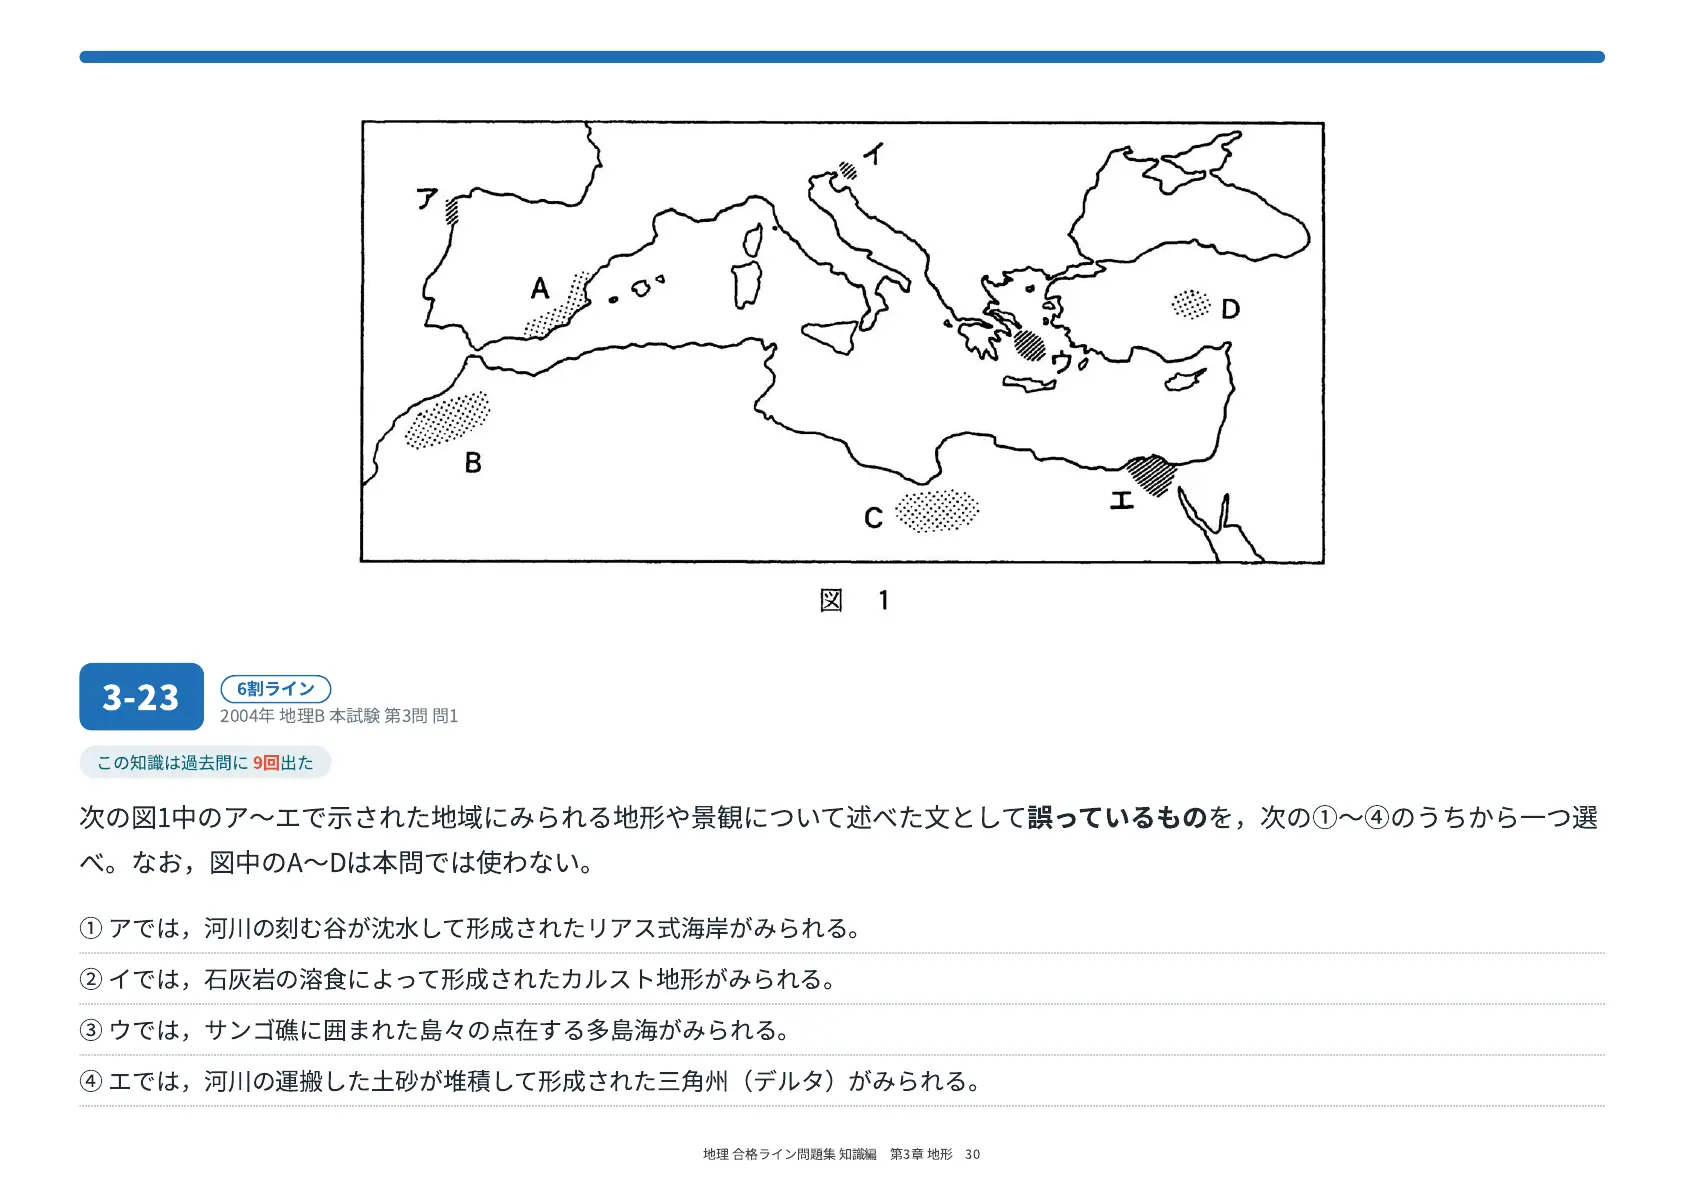 ア
イ
A
D
ウ
B
エ
C
図 1
3-23
6割ライン
2004年 地理B 本試験 第3問 問1
この知識は過去問に 9回出た
次の図1中のア〜エで示された地域にみられる地形や景観について述べた文として誤っているものを，次の①〜④のうちから一つ選
べ。なお，図中のA〜Dは本問では使わない。
① アでは，河川の刻む谷が沈水して形成されたリアス式海岸がみられる。
② イでは，石灰岩の溶食によって形成されたカルスト地形がみられる。
③ ウでは，サンゴ礁に囲まれた島々の点在する多島海がみられる。
④ エでは，河川の運搬した土砂が堆積して形成された三角州（デルタ）がみられる。
地理 合格ライン問題集 知識編　第3章 地形　30